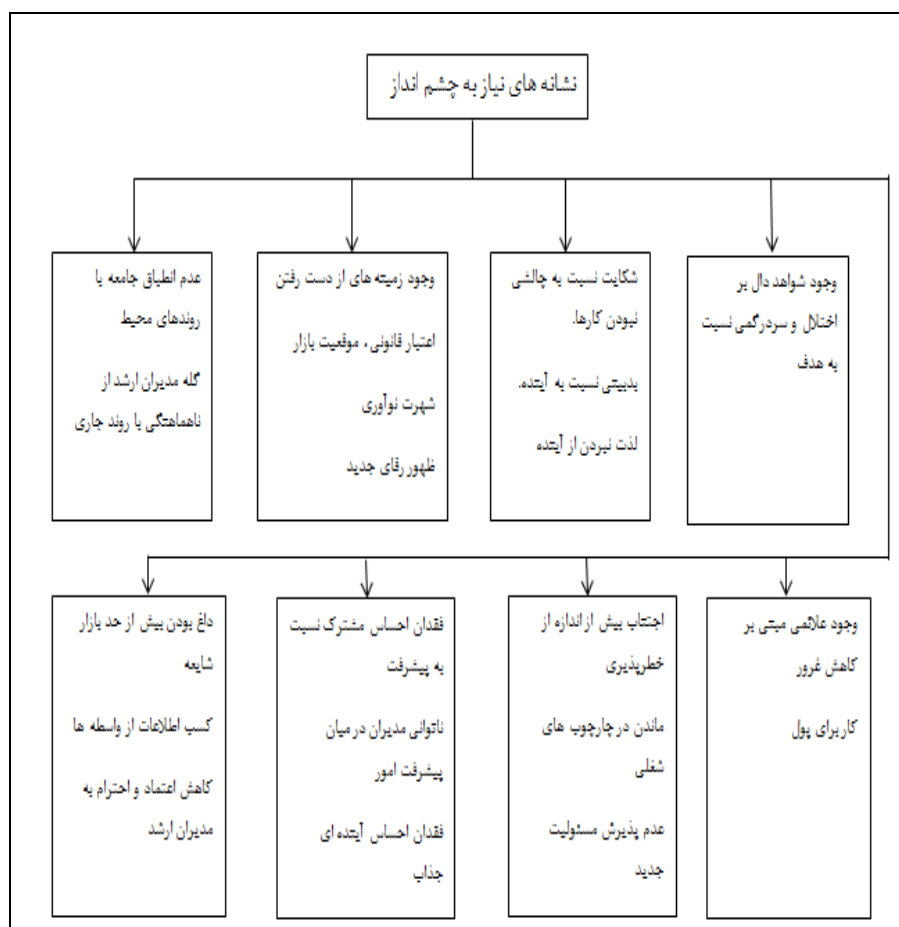 نشانه های نیاز به چشم انداز
وجود شواهد دال بر
اختلال و سردرگمی نسبت
به هدف
شکایت نسبت به چالشی
نبودن کارها.
بدبینی نسبت به آینده.
لذت نبردن از آینده
وجود زمینه های از دست رفتن
اعتبار قانونی، موقعیت بازار
شهرت نوآوری
ظهور رقبای جدید
عدم انطباق جامعه با
روندهای محیط
گله مدیران ارشد از
ناهماهنگی با روند جاری
وجود علائمی مبنی بر
کاهش غرور
کار برای پول
اجتناب بیش از اندازه از
خطرپذیری
ماندن در چارچوب های
شغلی
عدم پذیرش مسئولیت
جدید
فقدان احساس مشترک نسبت
به پیشرفت
ناتوانی مدیران در میان
پیشرفت امور
فقدان احساس آینده ای
جذاب
داغ بودن بیش از حد بازار
شایعه
کسب اطلاعات از واسطه ها
کاهش اعتماد و احترام به
مدیران ارشد